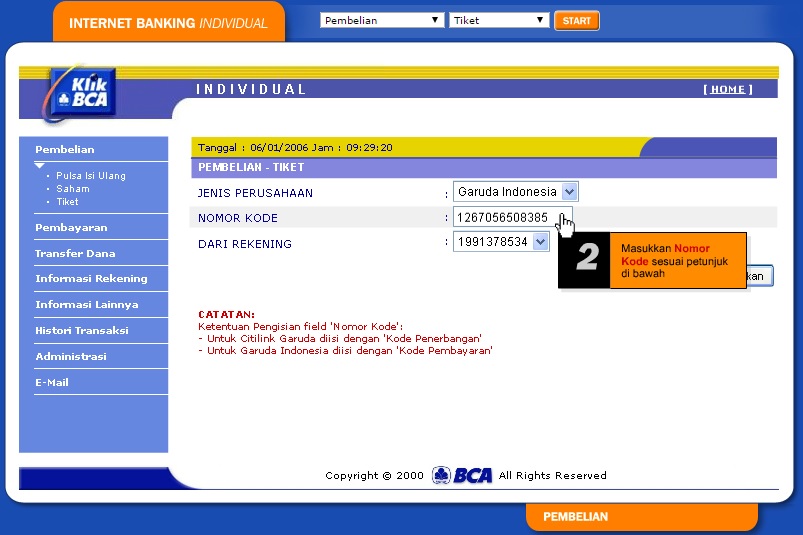 INTERNET BANKING INDIVIDUAL
Pembelian Tiket START
Klik BCA
INDIVIDUAL [ HOME ]
Pembelian
Pulsa Isi Ulang
Saham
Tiket
Pembayaran
Transfer Dana
Informasi Rekening
Informasi Lainnya
Histori Transaksi
Administrasi
E-Mail
Tanggal : 06/01/2006 Jam : 09:29:20
PEMBELIAN - TIKET
JENIS PERUSAHAAN : Garuda Indonesia
NOMOR KODE : 1267056508385
DARI REKENING : 1991378534
2
Masukkan Nomor
Kode sesuai petunjuk
di bawah
kan
CATATAN:
Ketentuan Pengisian field 'Nomor Kode':
- Untuk Citilink Garuda diisi dengan 'Kode Penerbangan'
- Untuk Garuda Indonesia diisi dengan 'Kode Pembayaran'
Copyright © 2000 BCA All Rights Reserved
PEMBELIAN